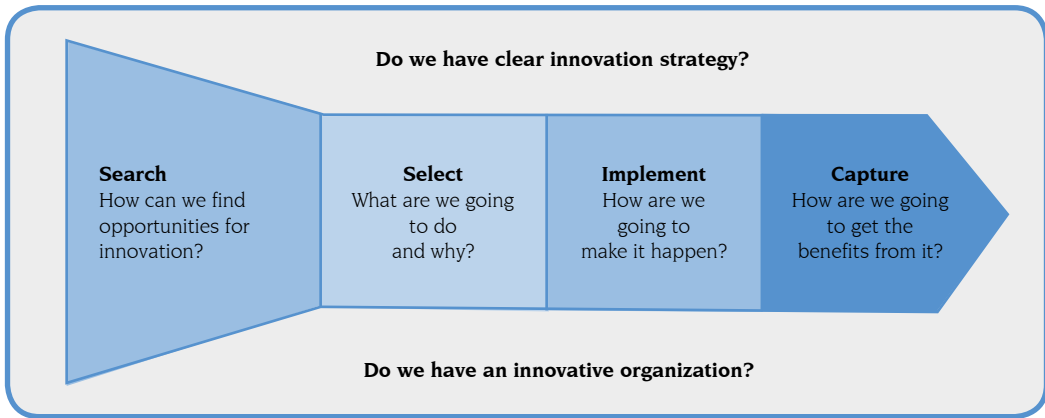 Do we have clear innovation strategy?
Search
How can we find
opportunities for
innovation?
Select
What are we going
to do
and why?
Implement
How are we
going to
make it happen?
Capture
How are we going
to get the
benefits from it?
Do we have an innovative organization?